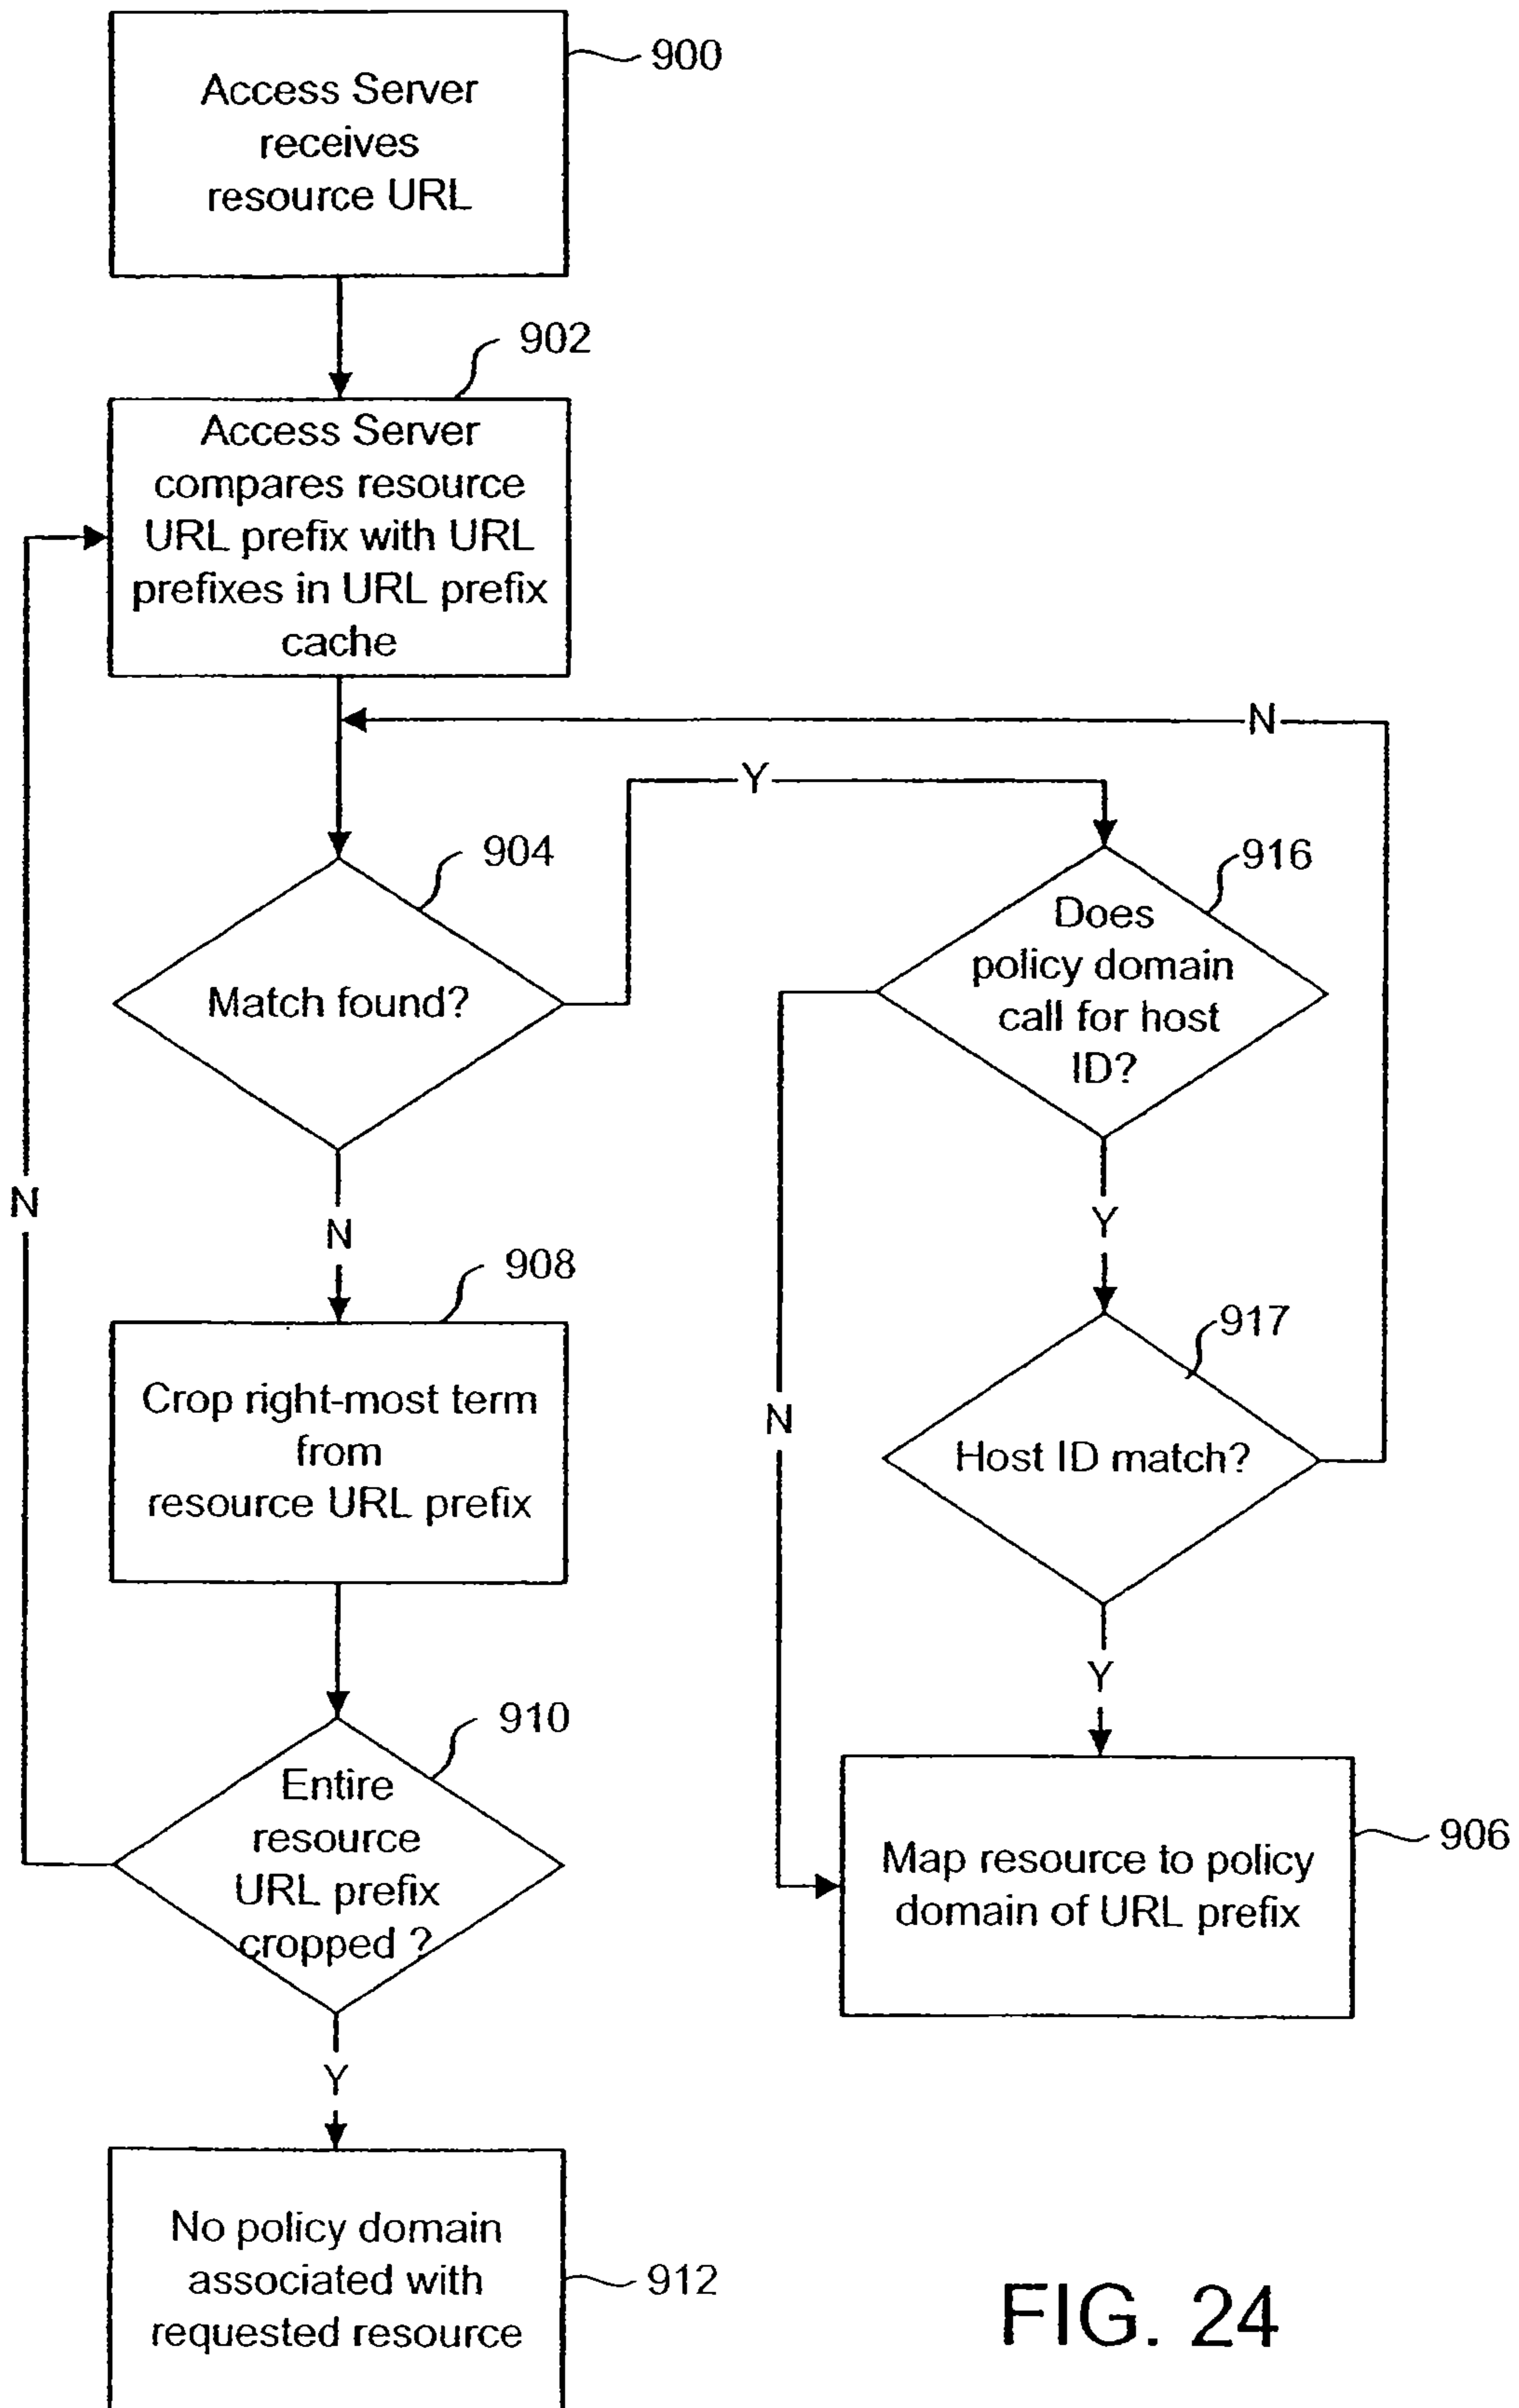 900
Access Server
receives
resource URL
902
Access Server
compares resource
URL prefix with URL
prefixes in URL prefix
cache
N
Y
904
916
Match found?
Does
policy domain
call for host
ID?
N
N
Y
908
917
Crop right-most term
from
resource URL prefix
N
Host ID match?
Y
910
Entire
resource
URL prefix
cropped ?
906
Map resource to policy
domain of URL prefix
Y
No policy domain
associated with
requested resource
912
FIG. 24